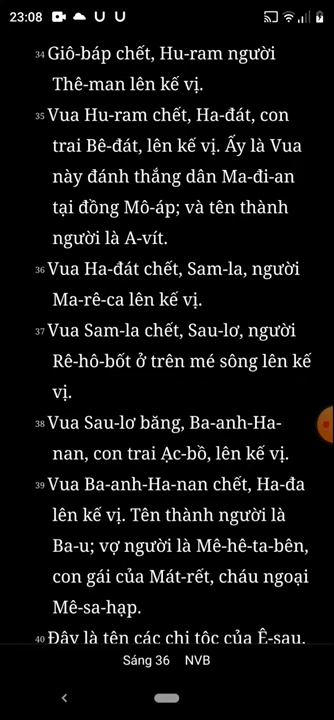 23:08
34 Giô-báp chết, Hu-ram người
Thê-man lên kế vị.
35 Vua Hu-ram chết, Ha-đát, con
trai Bê-đát, lên kế vị. Ấy là Vua
này đánh thắng dân Ma-đi-an
tại đồng Mô-áp; và tên thành
người là A-vít.
36 Vua Ha-đát chết, Sam-la, người
Ma-rê-ca lên kế vị.
37 Vua Sam-la chết, Sau-lơ, người
Rê-hô-bốt ở trên mé sông lên kế
vị.
38 Vua Sau-lơ băng, Ba-anh-Ha-
nan, con trai Ạc-bồ, lên kế vị.
39 Vua Ba-anh-Ha-nan chết, Ha-đa
lên kế vị. Tên thành người là
Ba-u; vợ người là Mê-hê-ta-bên,
con gái của Mát-rết, cháu ngoại
Mê-sa-hạp.
40 Đây là tên các chi tộc của Ê-sau,
Sáng 36 NVB